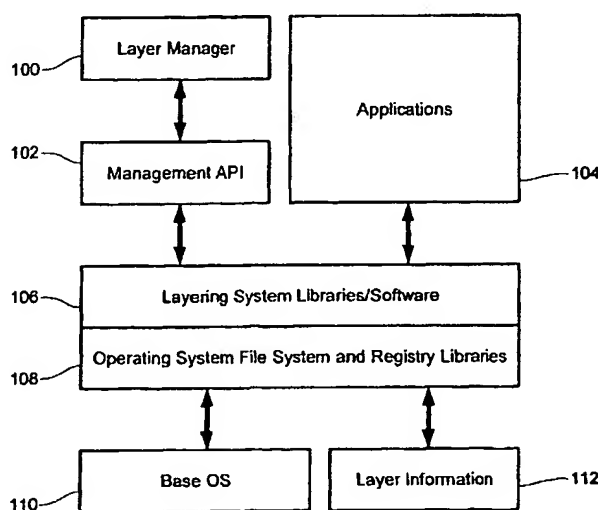 Layer Manager
100
Applications
102
Management API
104
106
Layering System Libraries/Software
Operating System File System and Registry Libraries
108
Base OS
Layer Information
110
112